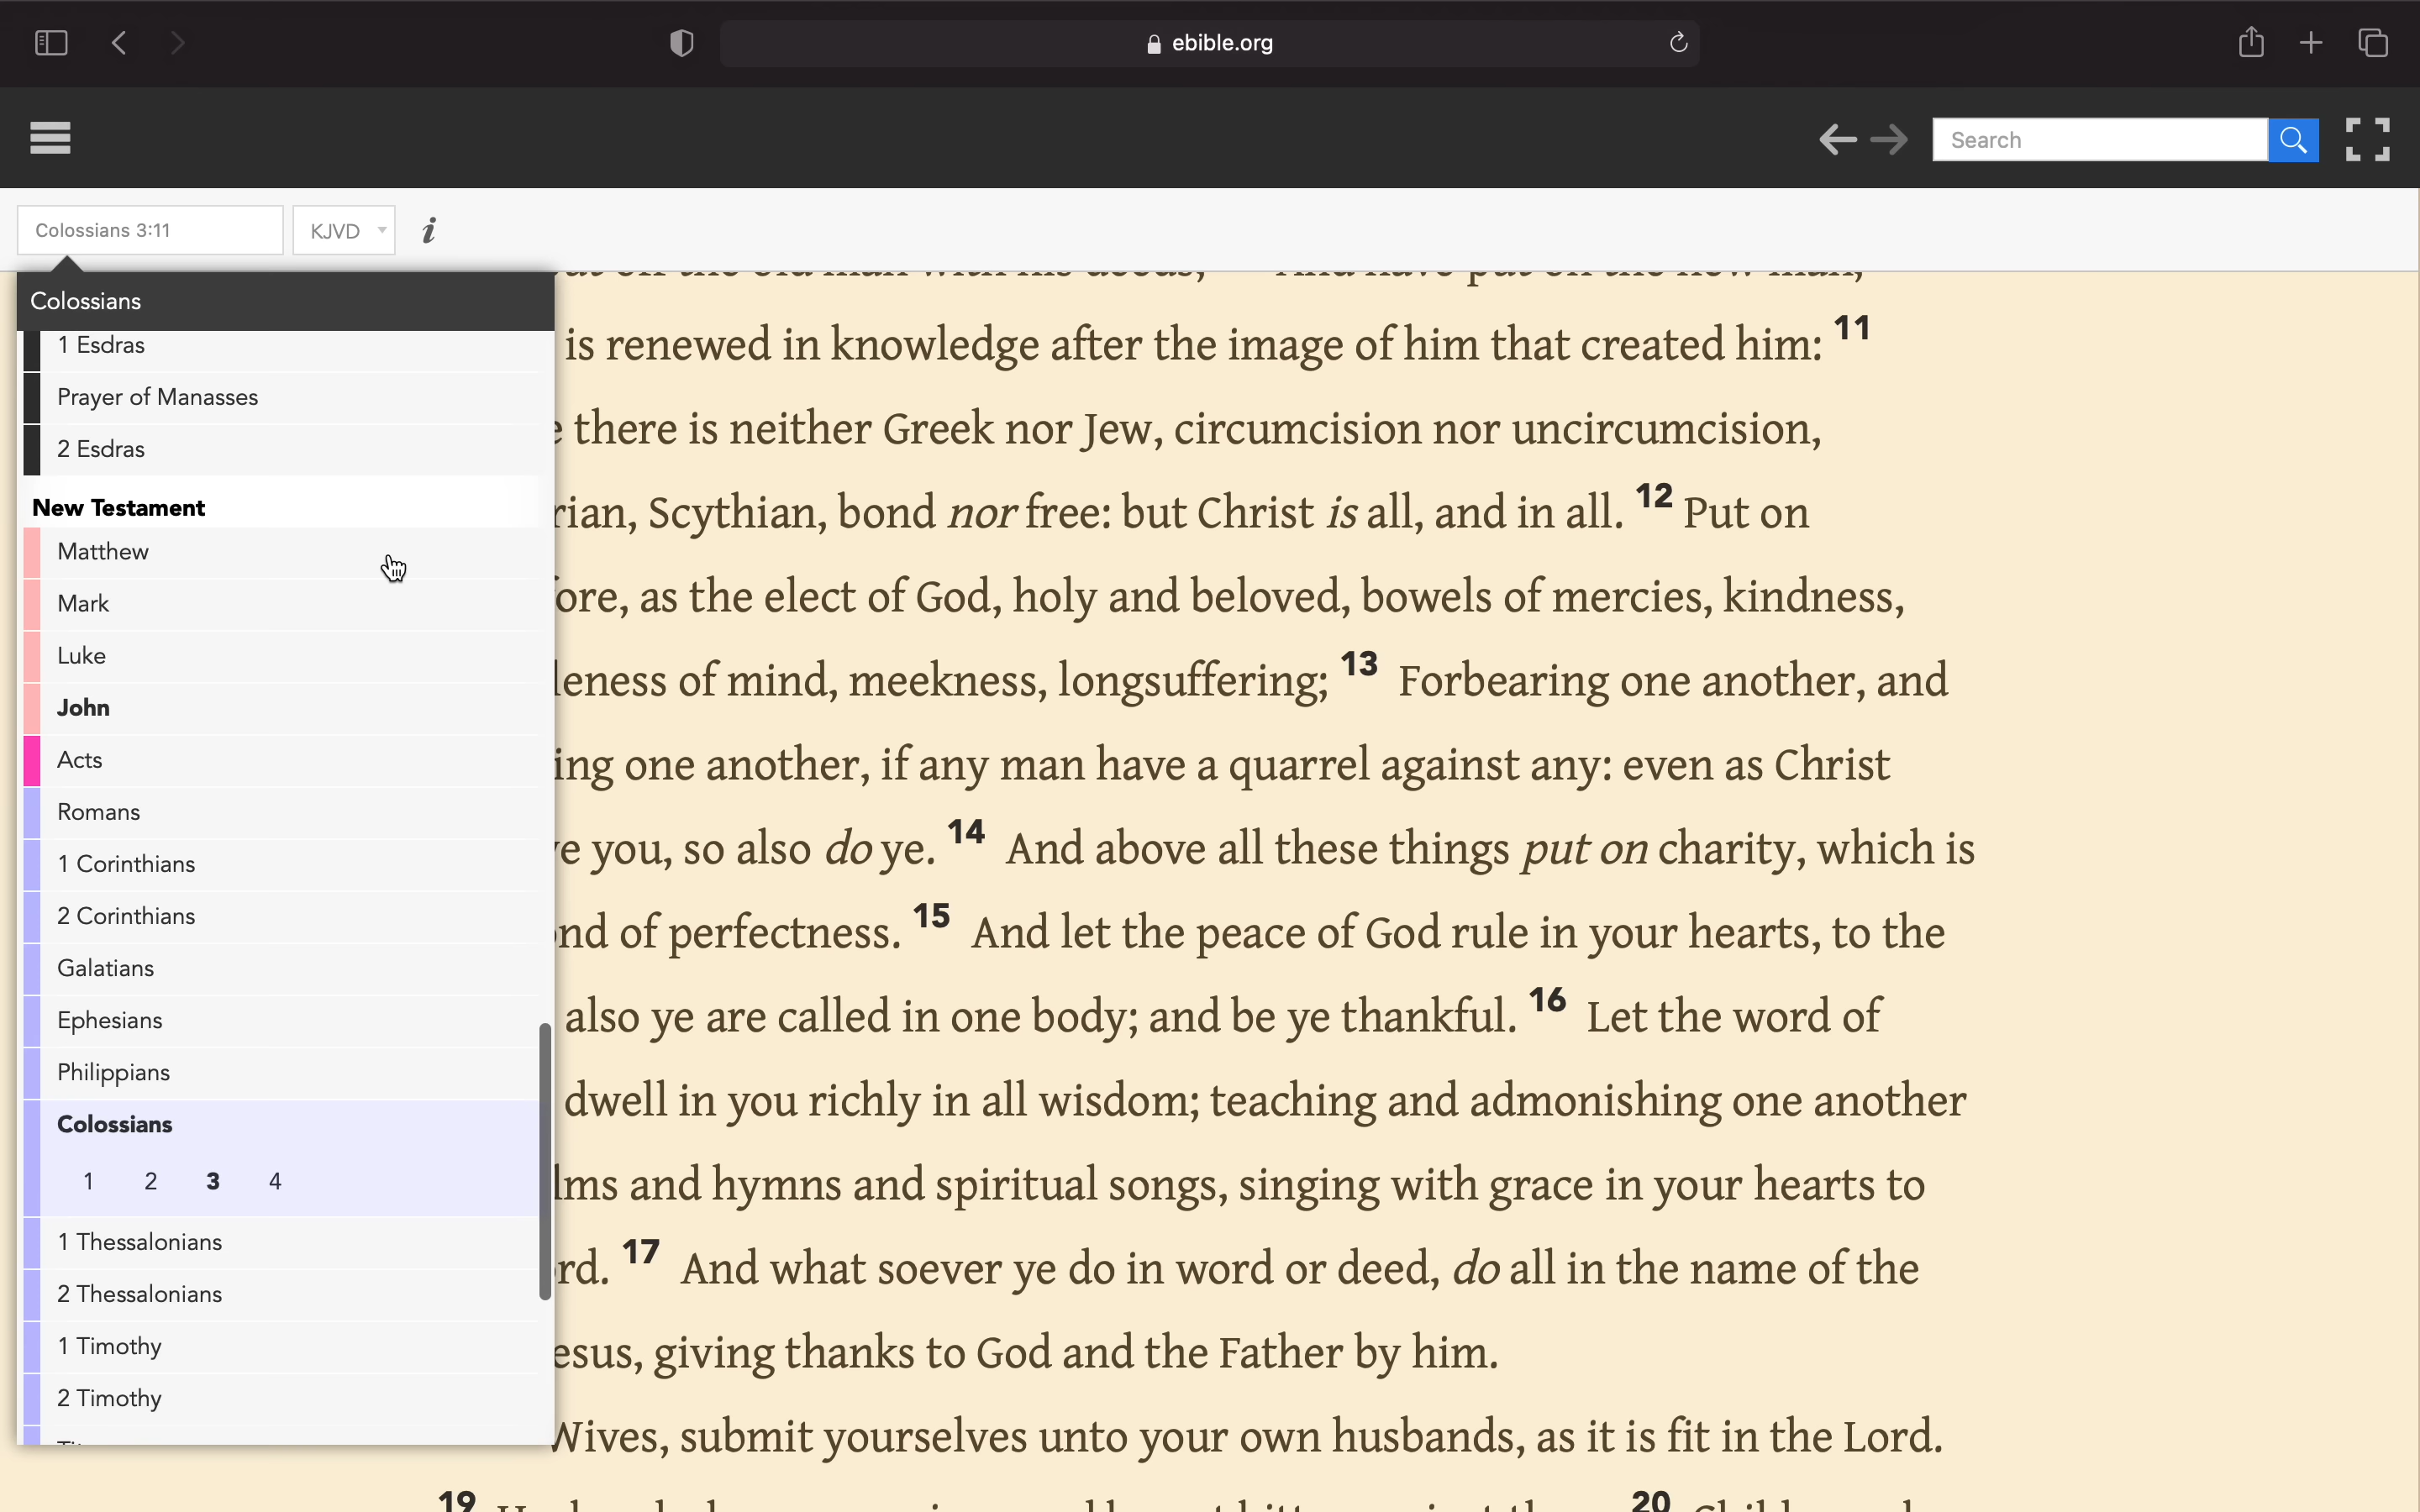 ebible.org
Search
Colossians 3:11
KJVD
i
Colossians
1 Esdras
Prayer of Manasses
2 Esdras
New Testament
Matthew
Mark
Luke
John
Acts
Romans
1 Corinthians
2 Corinthians
Galatians
Ephesians
Philippians
Colossians
1 2 3 4
1 Thessalonians
2 Thessalonians
1 Timothy
2 Timothy
is renewed in knowledge after the image of him that created him: 11
there is neither Greek nor Jew, circumcision nor uncircumcision,
Scythian, bond nor free: but Christ is all, and in all. 12 Put on
as the elect of God, holy and beloved, bowels of mercies, kindness,
of mind, meekness, longsuffering; 13 Forbearing one another, and
one another, if any man have a quarrel against any: even as Christ
you, so also do ye. 14 And above all these things put on charity, which is
of perfectness. 15 And let the peace of God rule in your hearts, to the
also ye are called in one body; and be ye thankful. 16 Let the word of
dwell in you richly in all wisdom; teaching and admonishing one another
and hymns and spiritual songs, singing with grace in your hearts to
17 And what soever ye do in word or deed, do all in the name of the
giving thanks to God and the Father by him.
Wives, submit yourselves unto your own husbands, as it is fit in the Lord.
19 20